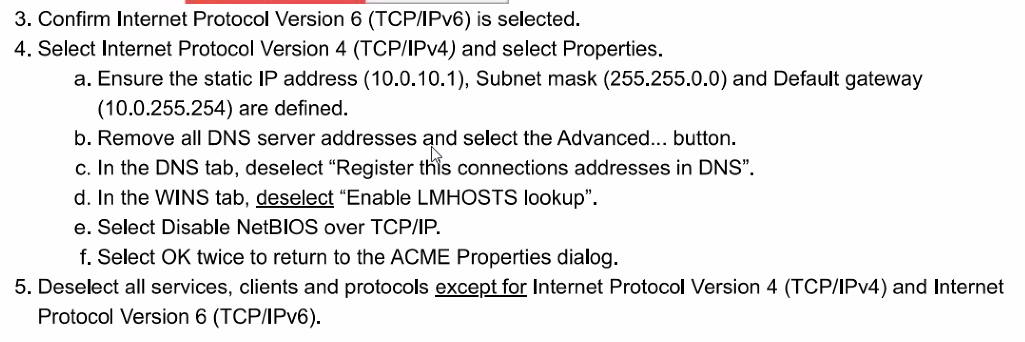 3. Confirm Internet Protocol Version 6 (TCP/IPv6) is selected.
4. Select Internet Protocol Version 4 (TCP/IPv4) and select Properties.
a. Ensure the static IP address (10.0.10.1), Subnet mask (255.255.0.0) and Default gateway
(10.0.255.254) are defined.
b. Remove all DNS server addresses and select the Advanced... button.
c. In the DNS tab, deselect “Register this connections addresses in DNS”.
d. In the WINS tab, deselect “Enable LMHOSTS lookup”.
e. Select Disable NetBIOS over TCP/IP.
f. Select OK twice to return to the ACME Properties dialog.
5. Deselect all services, clients and protocols except for Internet Protocol Version 4 (TCP/IPv4) and Internet
Protocol Version 6 (TCP/IPv6).